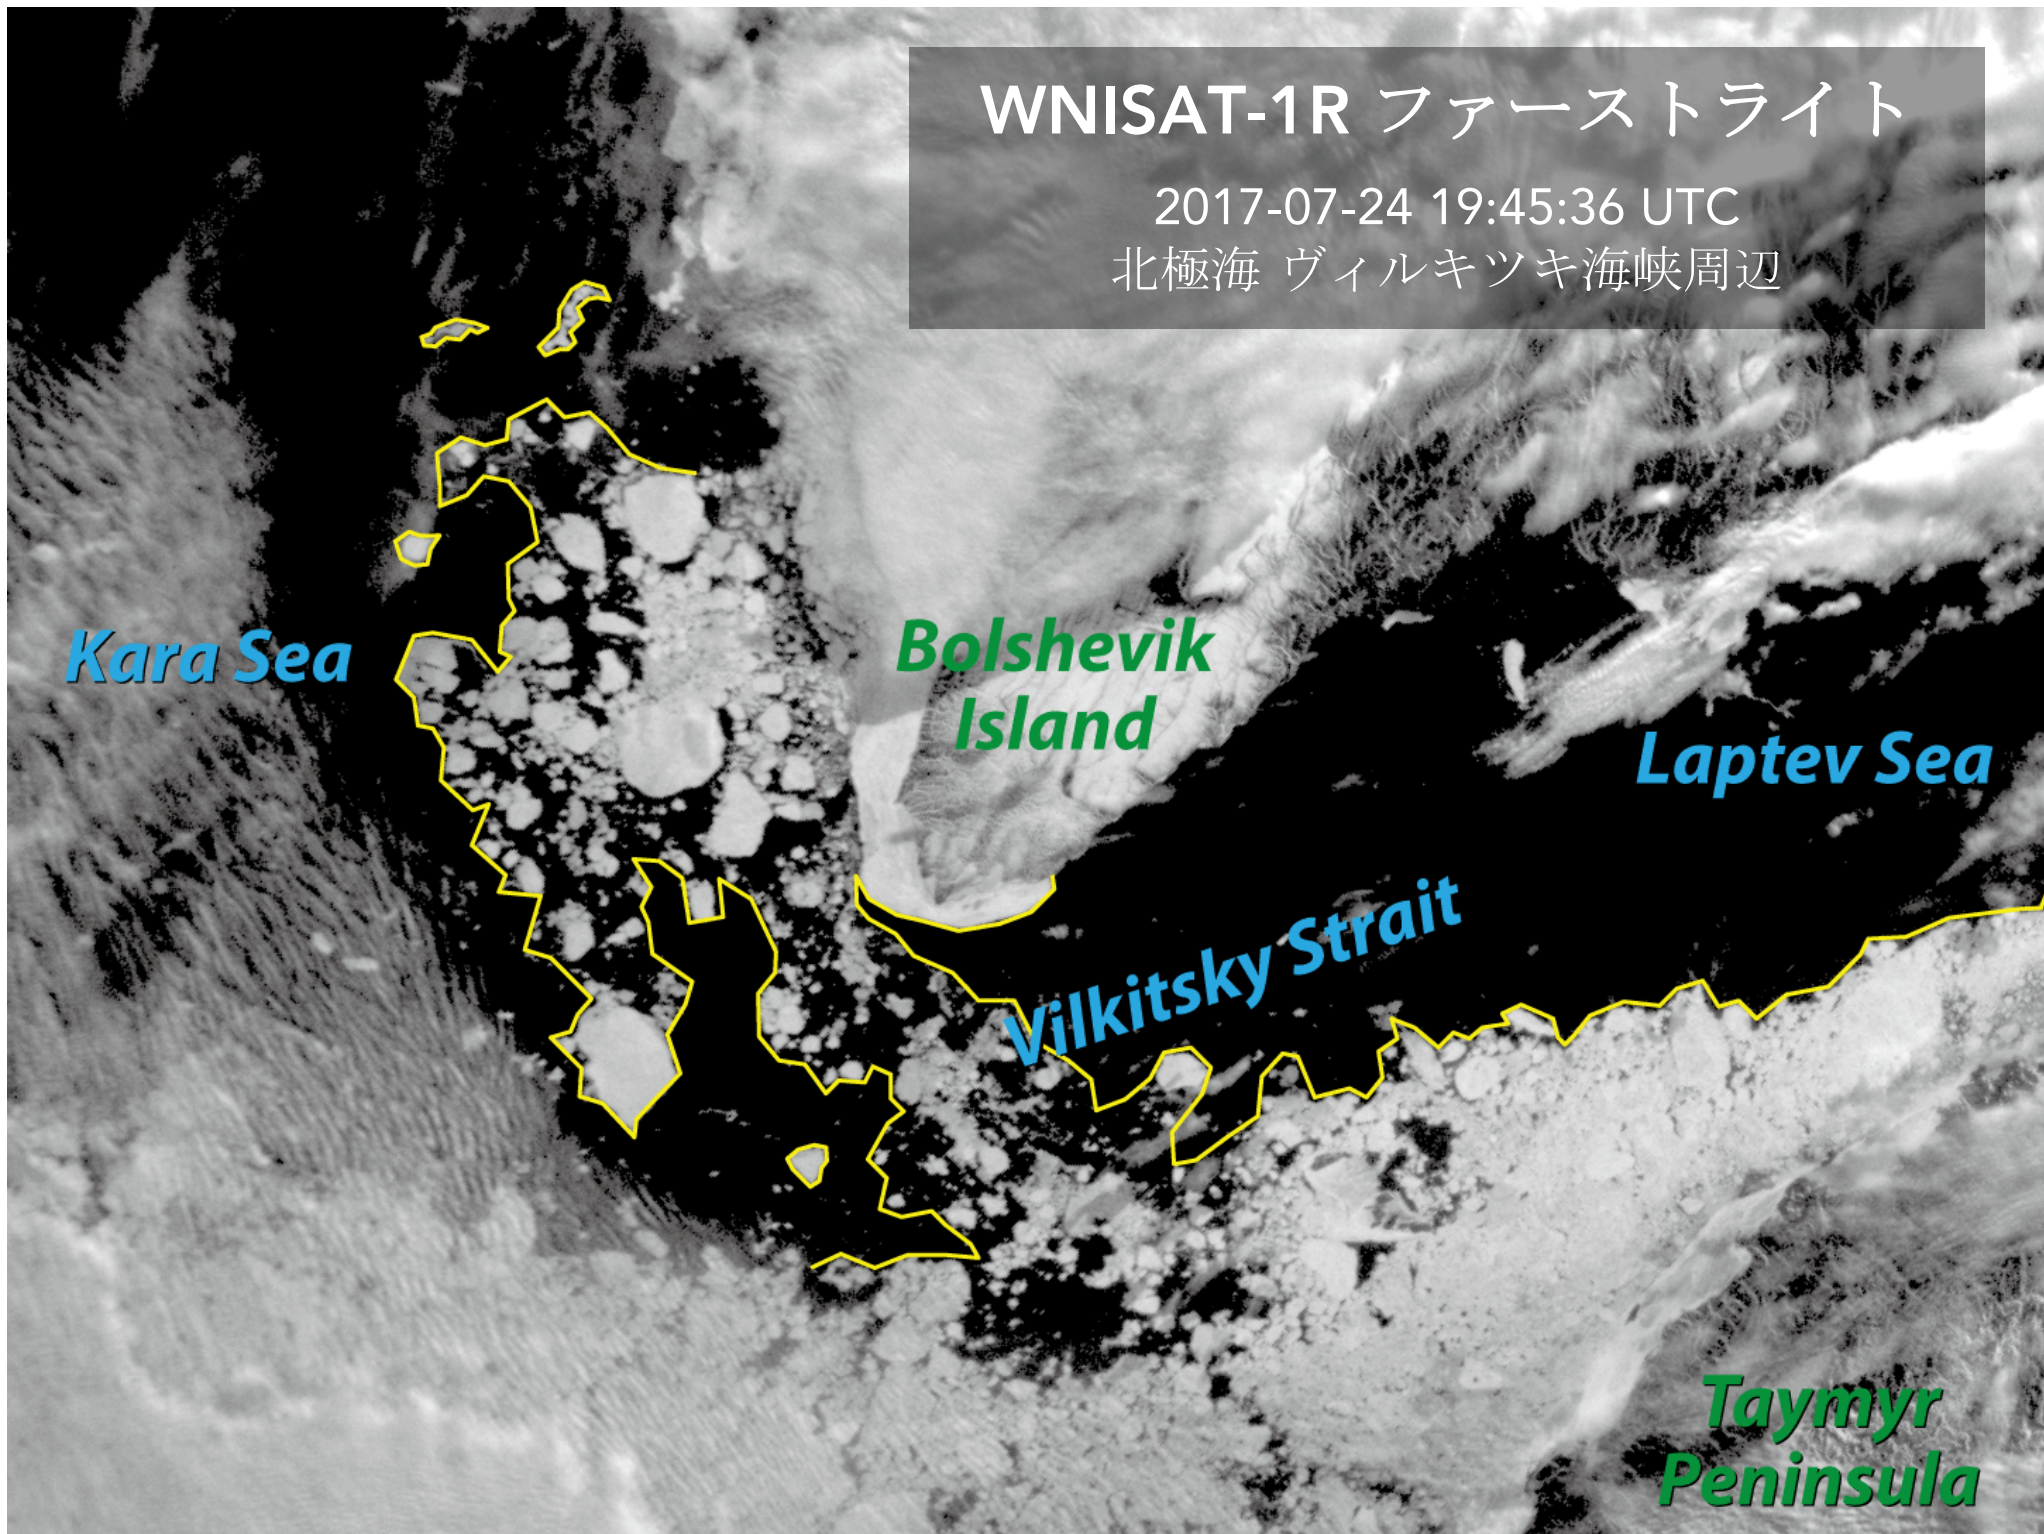 WNISAT-1R ファーストライト
2017-07-24 19:45:36 UTC
北極海 ヴィルキツキ海峡周辺
Kara Sea
Bolshevik
Island
Laptev Sea
Vilkitsky Strait
Taymyr
Peninsula